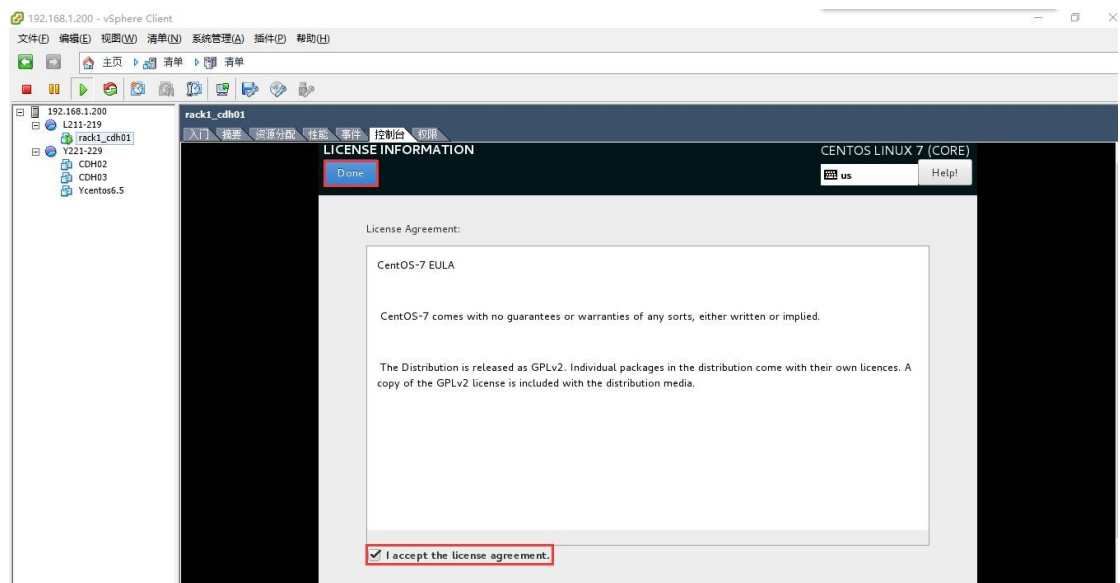 192.168.1.200 - vSphere Client
文件(F) 编辑(E) 视图(W) 清单(N) 系统管理(A) 插件(P) 帮助(H)
主页 清单 清单
192.168.1.200
L211-219
rack1_cdh01
Y221-229
CDH02
CDH03
Ycentos6.5
rack1_cdh01
入门 摘要 资源分配 性能 事件 控制台 权限
LICENSE INFORMATION
CENTOS LINUX 7 (CORE)
Done
us
Help!
License Agreement:
CentOS-7 EULA
CentOS-7 comes with no guarantees or warranties of any sorts, either written or implied.
The Distribution is released as GPLv2. Individual packages in the distribution come with their own licences. A
copy of the GPLv2 license is included with the distribution media.
I accept the license agreement.